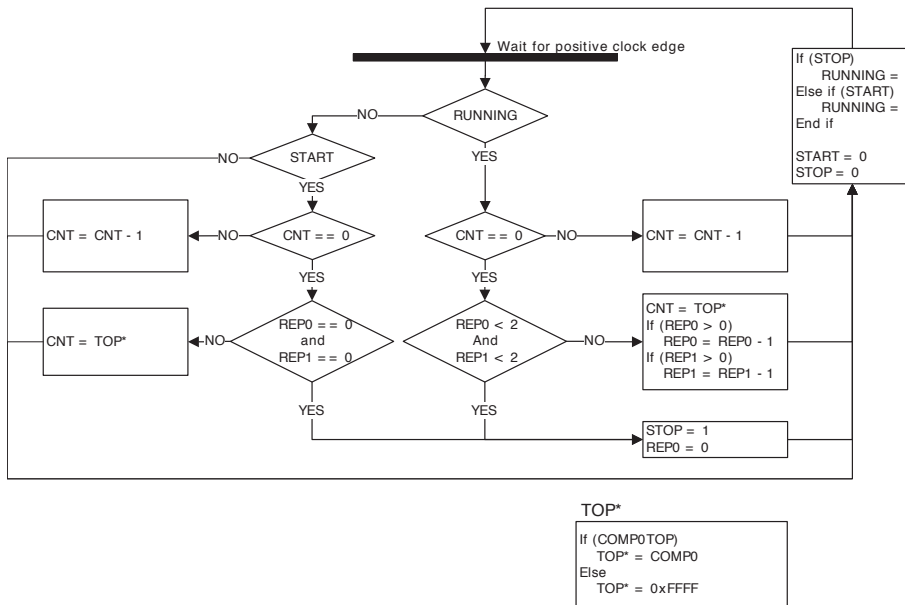 Wait for positive clock edge
If (STOP)
RUNNING =
Else if (START)
RUNNING =
End if
START = 0
STOP = 0
RUNNING
NO
YES
START
NO
YES
CNT = CNT - 1
NO
CNT == 0
YES
CNT == 0
NO
CNT = CNT - 1
YES
CNT = TOP*
NO
REP0 == 0
and
REP1 == 0
YES
REP0 < 2
And
REP1 < 2
NO
YES
CNT = TOP*
If (REP0 > 0)
REP0 = REP0 - 1
If (REP1 > 0)
REP1 = REP1 - 1
STOP = 1
REP0 = 0
TOP*
If (COMP0TOP)
TOP* = COMP0
Else
TOP* = 0xFFFF